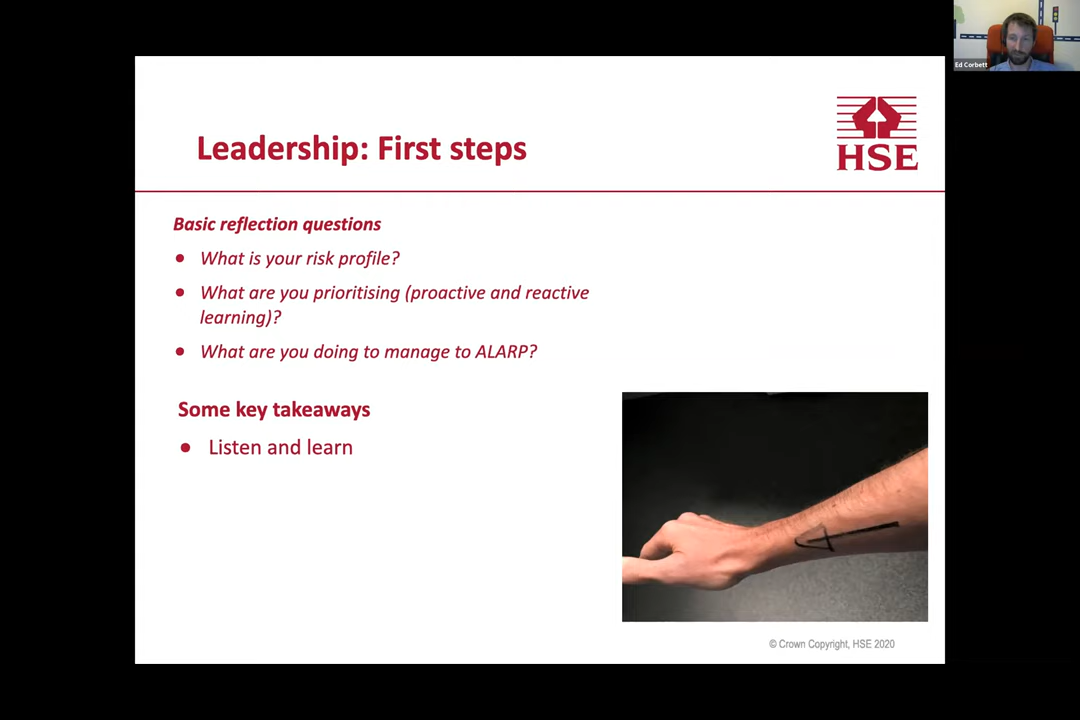 Ed Corbett
HSE
Leadership: First steps
Basic reflection questions
What is your risk profile?
What are you prioritising (proactive and reactive
learning)?
What are you doing to manage to ALARP?
Some key takeaways
Listen and learn
4
© Crown Copyright, HSE 2020